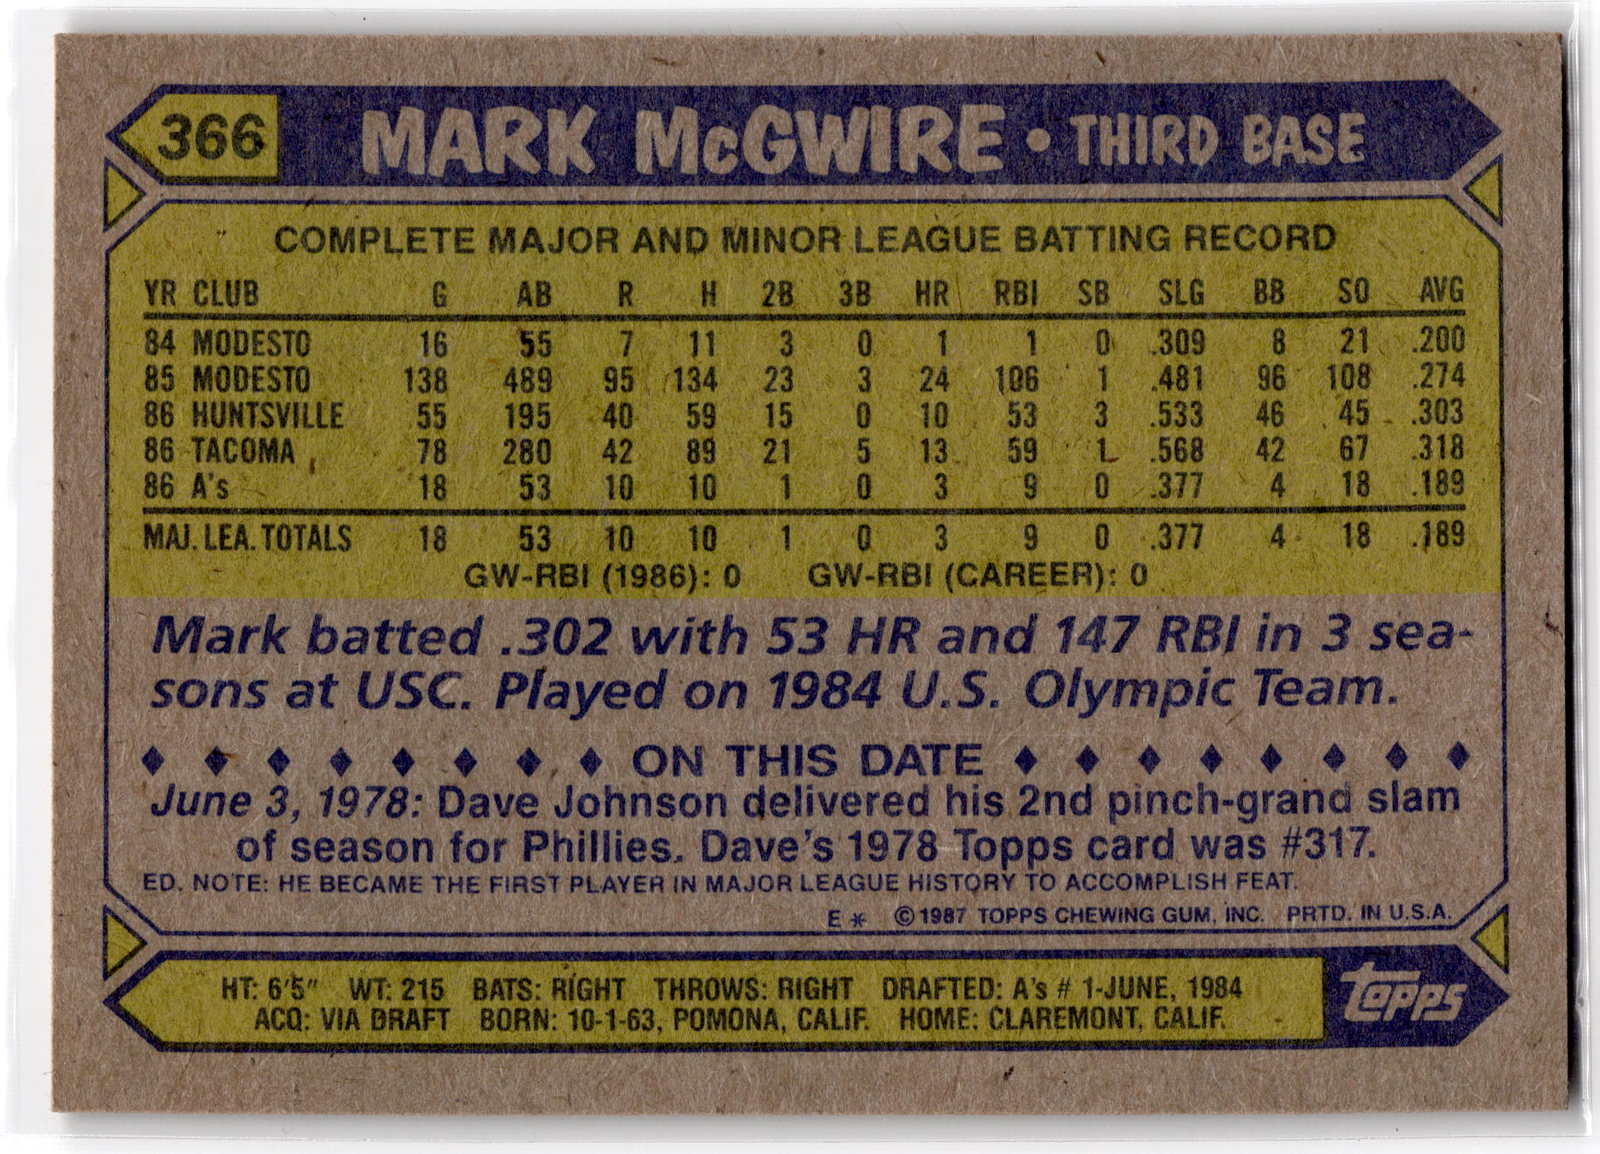 366 MARK McGWIRE • THIRD BASE
COMPLETE MAJOR AND MINOR LEAGUE BATTING RECORD
YR CLUB G AB R H 2B 3B HR RBI SB SLG BB SO AVG
84 MODESTO 16 55 7 11 3 0 1 1 0 .309 8 21 .200
85 MODESTO 138 489 95 134 23 3 24 106 1 .481 96 108 .274
86 HUNTSVILLE 55 195 40 59 15 0 10 53 3 .533 46 45 .303
86 TACOMA 78 280 42 89 21 5 13 59 1 .568 42 67 .318
86 A's 18 53 10 10 1 0 3 9 0 .377 4 18 .189
MAJ. LEA. TOTALS 18 53 10 10 1 0 3 9 0 .377 4 18 .189
GW-RBI (1986): 0 GW-RBI (CAREER): 0
Mark batted .302 with 53 HR and 147 RBI in 3 sea-
sons at USC. Played on 1984 U.S. Olympic Team.
♦ ♦ ♦ ♦ ♦ ♦ ♦ ♦ ON THIS DATE ♦ ♦ ♦ ♦ ♦ ♦ ♦ ♦
June 3, 1978: Dave Johnson delivered his 2nd pinch-grand slam
of season for Phillies. Dave's 1978 Topps card was #317.
ED. NOTE: HE BECAME THE FIRST PLAYER IN MAJOR LEAGUE HISTORY TO ACCOMPLISH FEAT.
E* ©1987 TOPPS CHEWING GUM, INC. PRTD. IN U.S.A.
HT: 6'5" WT: 215 BATS: RIGHT THROWS: RIGHT DRAFTED: A's # 1-JUNE, 1984
ACQ: VIA DRAFT BORN: 10-1-63, POMONA, CALIF. HOME: CLAREMONT, CALIF.
topps